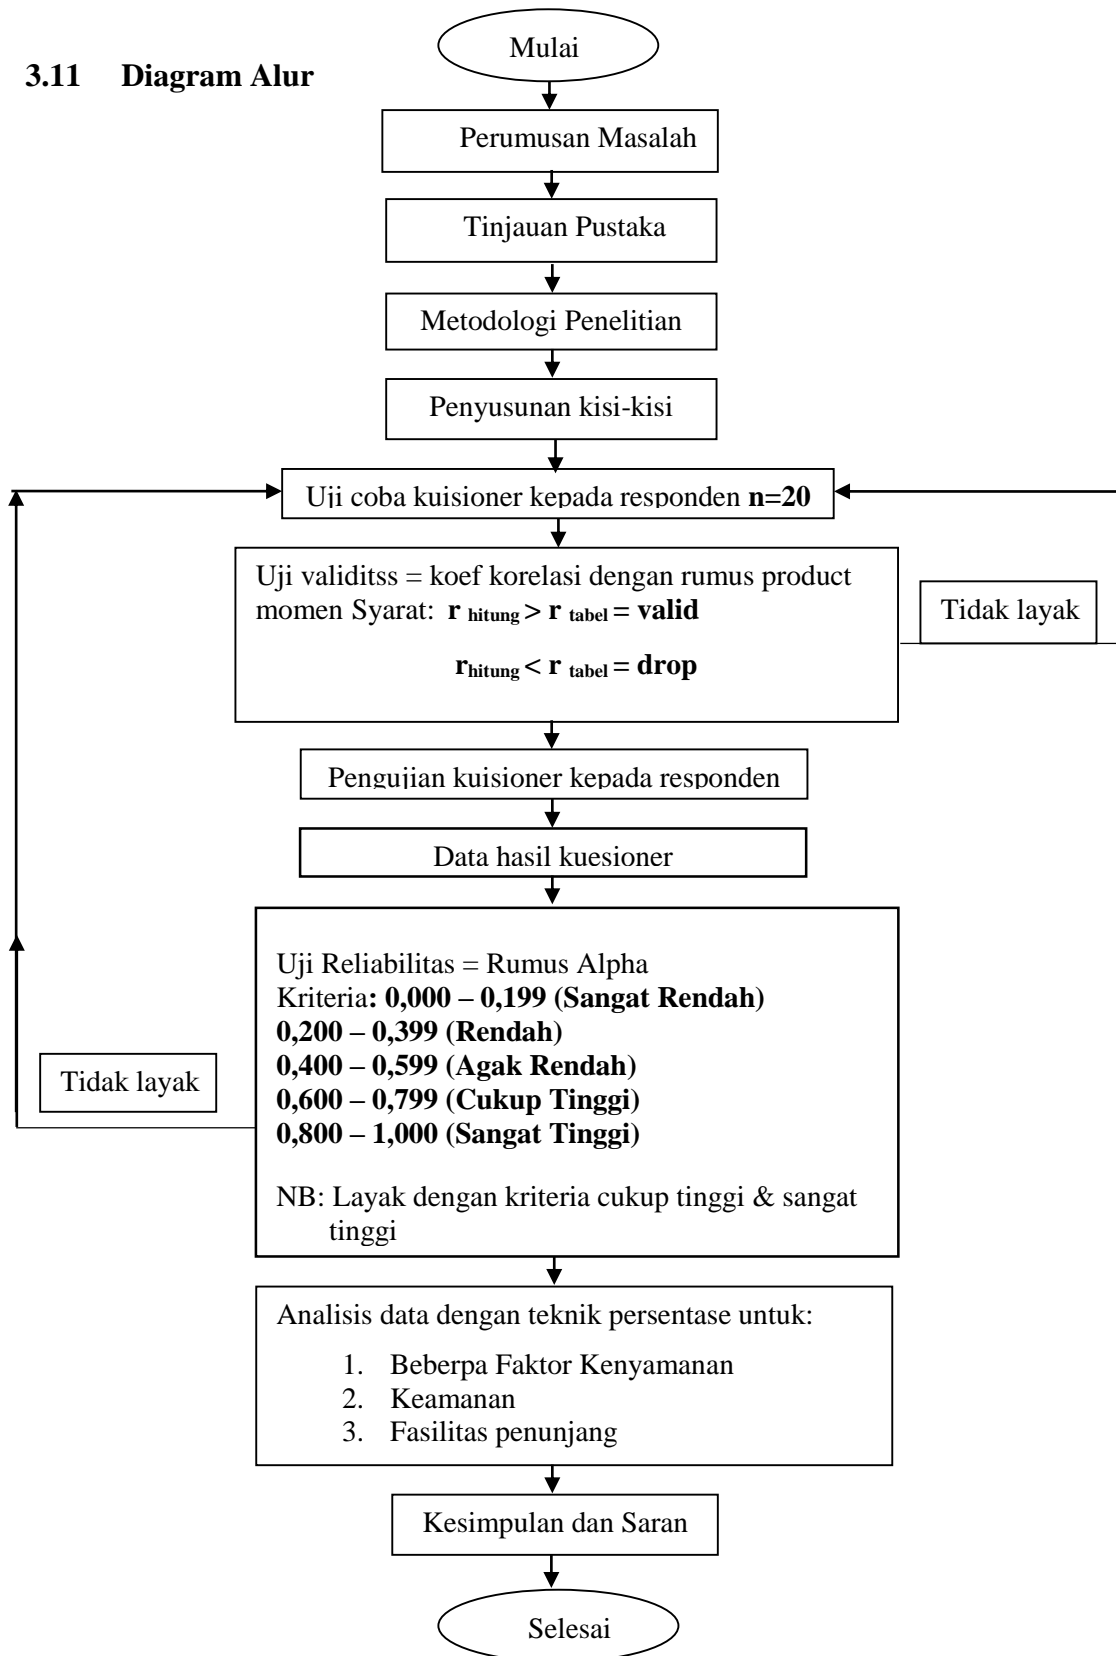 Mulai
3.11 Diagram Alur
Perumusan Masalah
Tinjauan Pustaka
Metodologi Penelitian
Penyusunan kisi-kisi
Uji coba kuisioner kepada responden n=20
Uji validitss = koef korelasi dengan rumus product
momen Syarat: r hitung > r tabel = valid
rhitung < r tabel = drop
Tidak layak
Pengujian kuisioner kepada responden
Data hasil kuesioner
Uji Reliabilitas = Rumus Alpha
Kriteria: 0,000 – 0,199 (Sangat Rendah)
0,200 – 0,399 (Rendah)
0,400 – 0,599 (Agak Rendah)
0,600 – 0,799 (Cukup Tinggi)
0,800 – 1,000 (Sangat Tinggi)
NB: Layak dengan kriteria cukup tinggi & sangat
tinggi
Tidak layak
Analisis data dengan teknik persentase untuk:
1. Beberpa Faktor Kenyamanan
2. Keamanan
3. Fasilitas penunjang
Kesimpulan dan Saran
Selesai